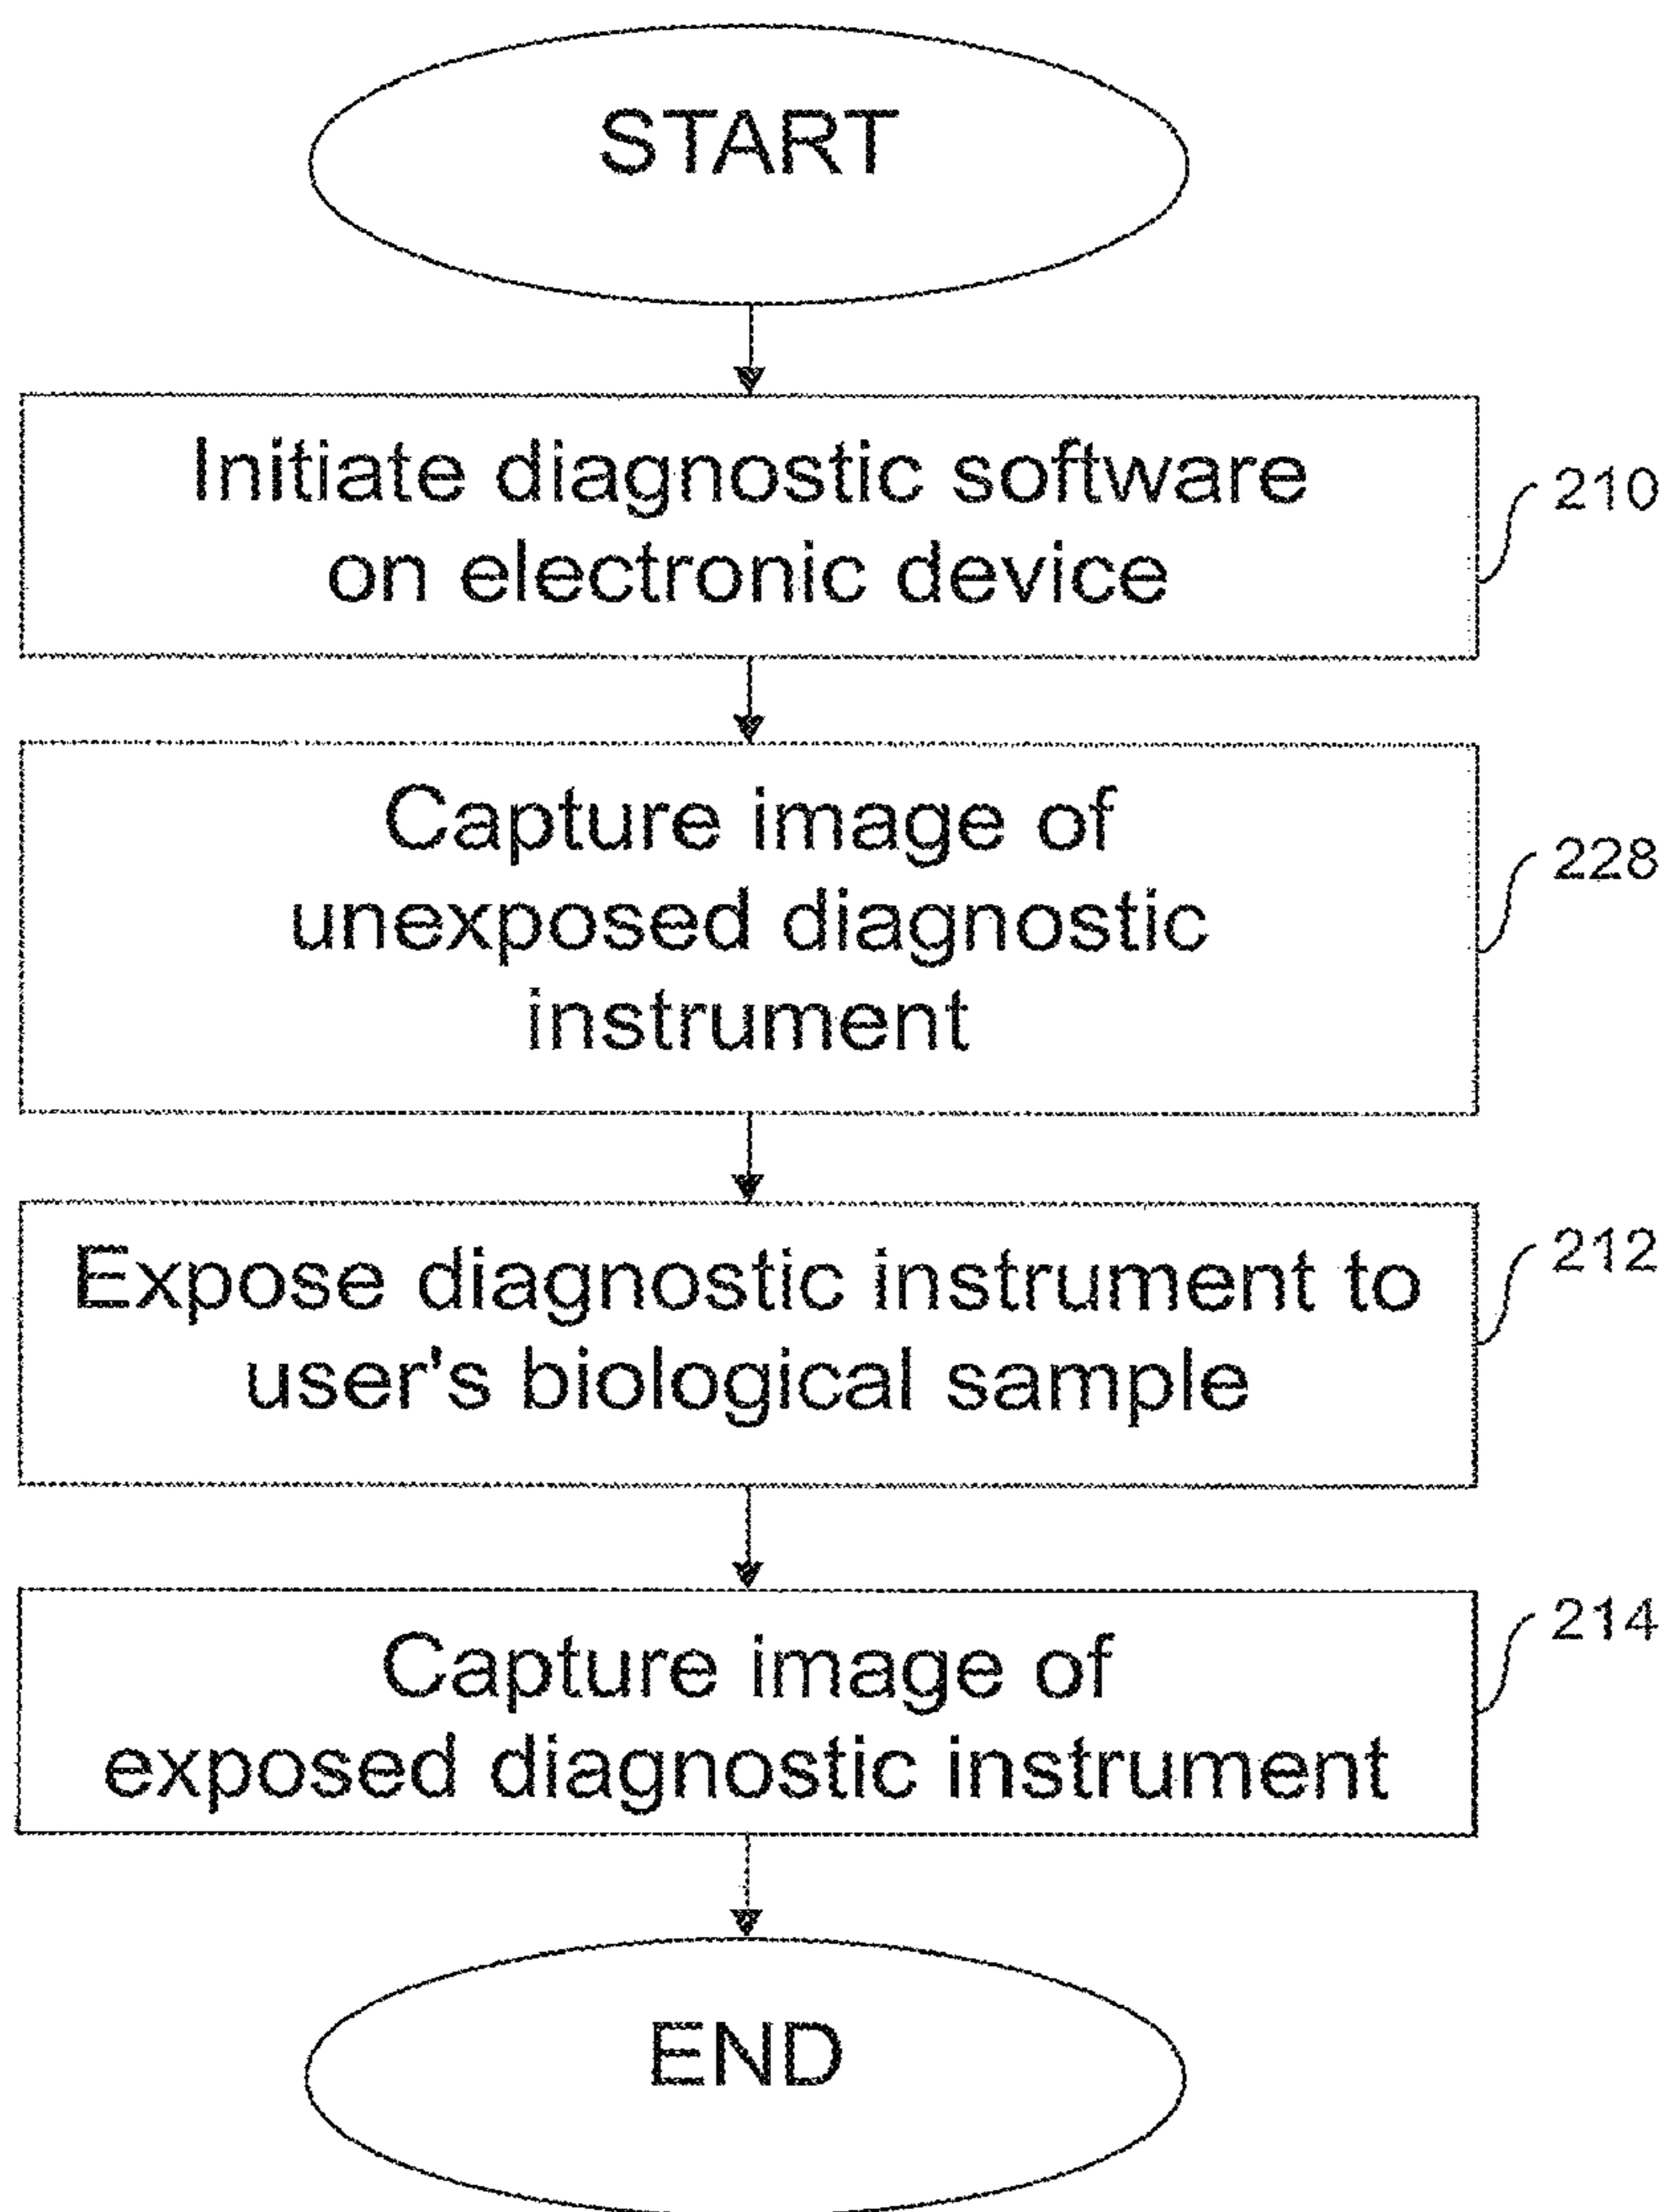 START
Initiate diagnostic software
on electronic device
210
Capture image of
unexposed diagnostic
instrument
228
Expose diagnostic instrument to
user's biological sample
212
Capture image of
exposed diagnostic instrument
214
END